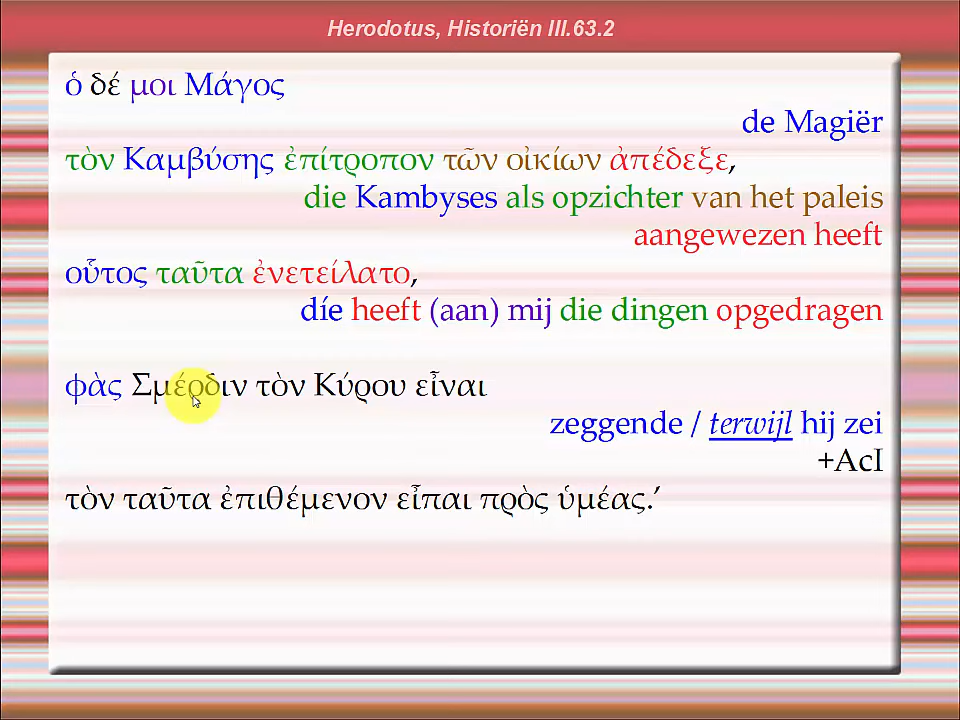 Herodotus, Historiën III.63.2
ὁ δέ μοι Μάγος
de Magiër
τὸν Καμβύσης ἐπίτροπον τῶν οἰκίων ἀπέδεξε,
die Kambyses als opzichter van het paleis
aangewezen heeft
οὗτος ταῦτα ἐνετείλατο,
díe heeft (aan) mij die dingen opgedragen
φὰς Σμέρδιν τὸν Κύρου εἶναι
zeggende / terwijl hij zei
+AcI
τὸν ταῦτα ἐπιθέμενον εἶπαι πρὸς ὑμέας.’